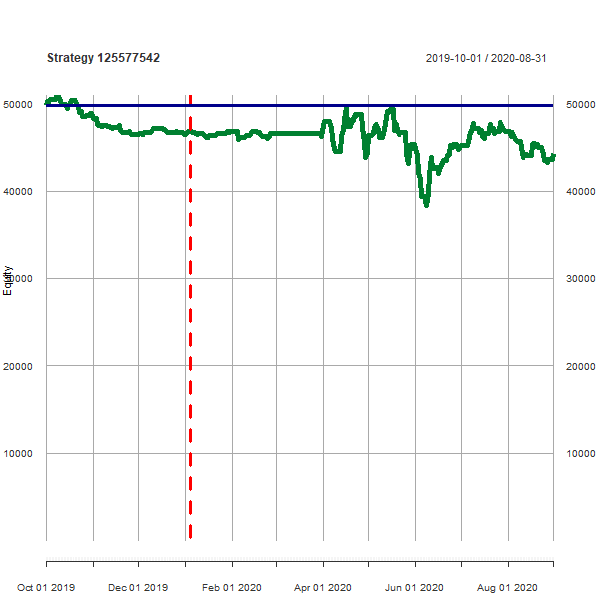 Strategy 125577542
2019-10-01 / 2020-08-31
50000
50000
40000
40000
Equity
30000
30000
20000
20000
10000
10000
Oct 01 2019
Dec 01 2019
Feb 01 2020
Apr 01 2020
Jun 01 2020
Aug 01 2020